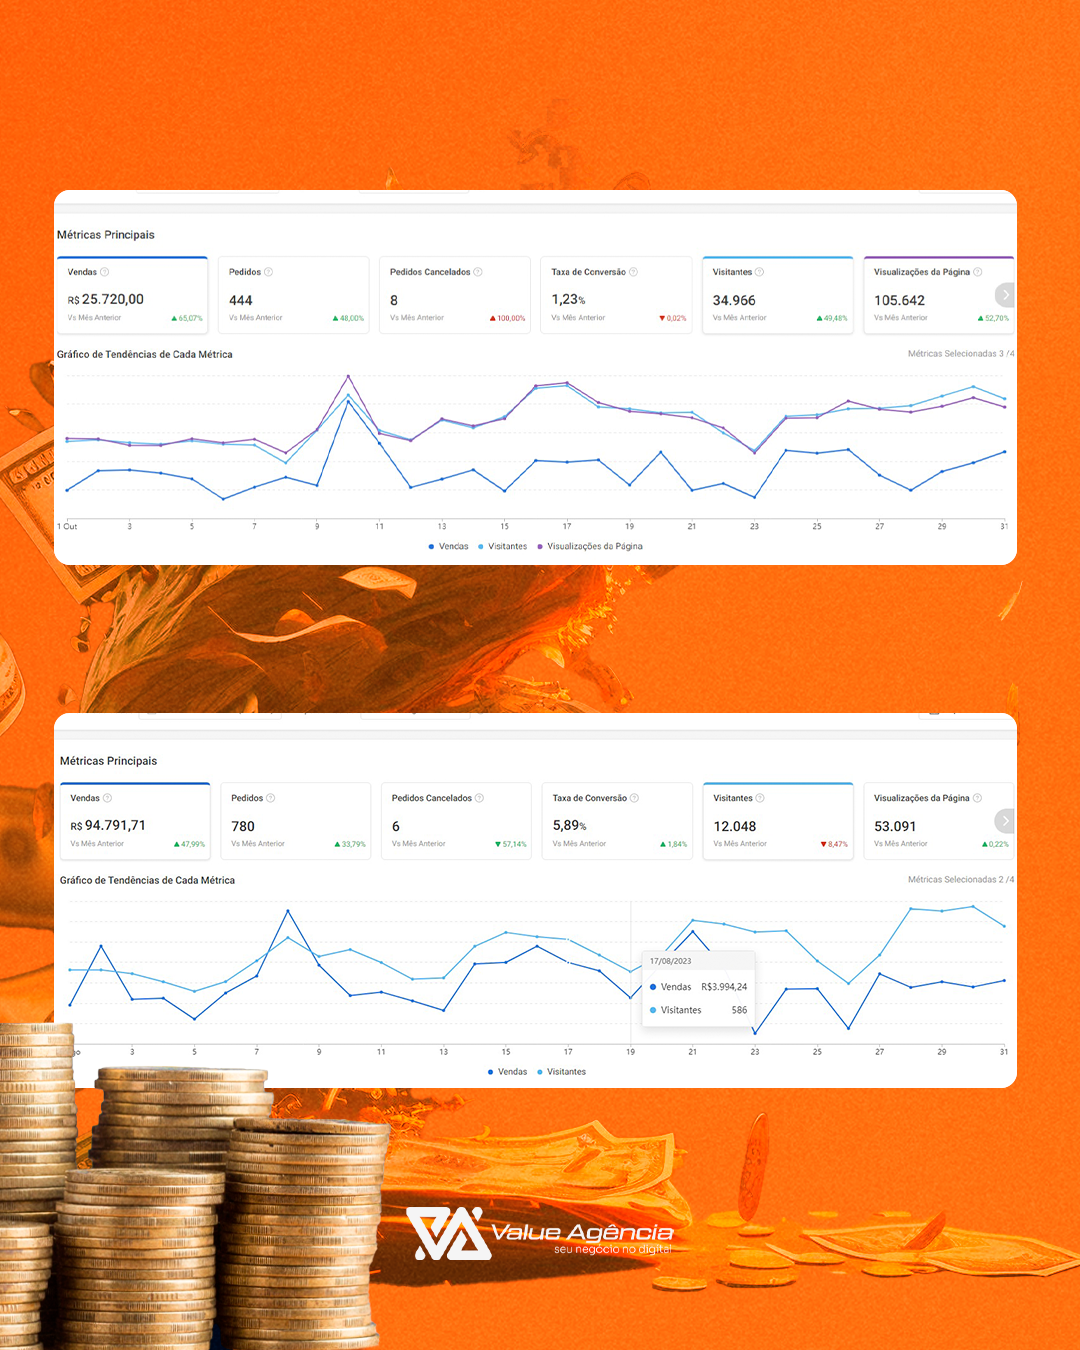 Métricas Principais
Vendas Pedidos Pedidos Cancelados Taxa de Conversão Visitantes Visualizações da Página
R$ 25.720,00 444 8 1,23% 34.966 105.642
Vs Mês Anterior ▲ 65,07% Vs Mês Anterior ▲ 48,00% Vs Mês Anterior ▲ 100,00% Vs Mês Anterior ▼ 0,02% Vs Mês Anterior ▲ 49,48% Vs Mês Anterior ▲ 52,70%
Gráfico de Tendências de Cada Métrica Métricas Selecionadas 3 /4
1 Out 3 5 7 9 11 13 15 17 19 21 23 25 27 29 31
Vendas Visitantes Visualizações da Página
Métricas Principais
Vendas Pedidos Pedidos Cancelados Taxa de Conversão Visitantes Visualizações da Página
R$ 94.791,71 780 6 5,89% 12.048 53.091
Vs Mês Anterior ▲ 47,99% Vs Mês Anterior ▲ 33,79% Vs Mês Anterior ▼ 57,14% Vs Mês Anterior ▲ 1,84% Vs Mês Anterior ▼ 8,47% Vs Mês Anterior ▲ 0,22%
Gráfico de Tendências de Cada Métrica Métricas Selecionadas 2 /4
17/08/2023
Vendas R$3.994,24
Visitantes 586
3 5 7 9 11 13 15 17 19 21 23 25 27 29 31
Vendas Visitantes
VA Value Agência
seu negócio no digital